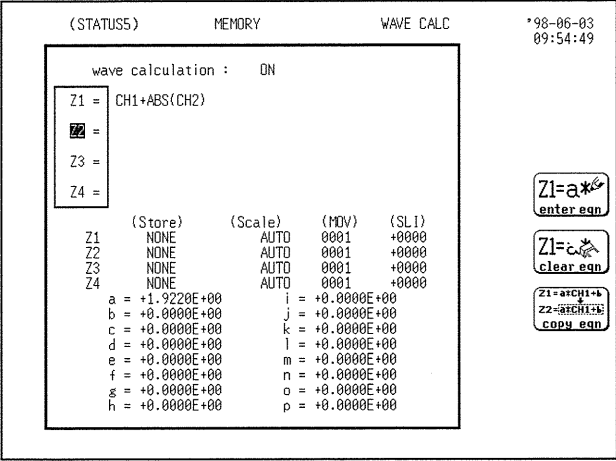 (STATUS5) MEMORY WAVE CALC '98-06-03
09:54:49
wave calculation : ON
Z1 = CH1+ABS(CH2)
Z2 =
Z3 =
Z4 =
(Store) (Scale) (MOV) (SLI)
Z1 NONE AUTO 0001 +0000
Z2 NONE AUTO 0001 +0000
Z3 NONE AUTO 0001 +0000
Z4 NONE AUTO 0001 +0000
a = +1.9220E+00 i = +0.0000E+00
b = +0.0000E+00 j = +0.0000E+00
c = +0.0000E+00 k = +0.0000E+00
d = +0.0000E+00 l = +0.0000E+00
e = +0.0000E+00 m = +0.0000E+00
f = +0.0000E+00 n = +0.0000E+00
g = +0.0000E+00 o = +0.0000E+00
h = +0.0000E+00 p = +0.0000E+00
Z1=a*
enter eqn
Z1=
clear eqn
Z1=a*CH1+b
Z2=a*CH1+b
copy eqn